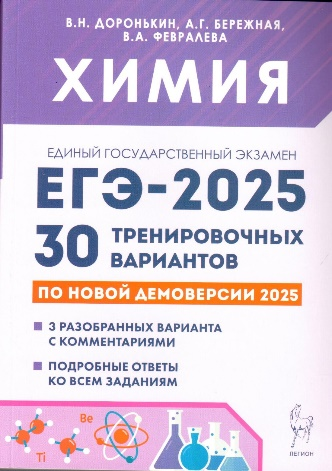 В.Н. ДОРОНЬКИН, А.Г. БЕРЕЖНАЯ,
В.А. ФЕВРАЛЕВА
ХИМИЯ
ЕДИНЫЙ ГОСУДАРСТВЕННЫЙ ЭКЗАМЕН
ЕГЭ-2025
30 ТРЕНИРОВОЧНЫХ
ВАРИАНТОВ
ПО НОВОЙ ДЕМОВЕРСИИ 2025
3 РАЗОБРАННЫХ ВАРИАНТА
С КОММЕНТАРИЯМИ
ПОДРОБНЫЕ ОТВЕТЫ
КО ВСЕМ ЗАДАНИЯМ
Be
Ti
ЛЕГИОН